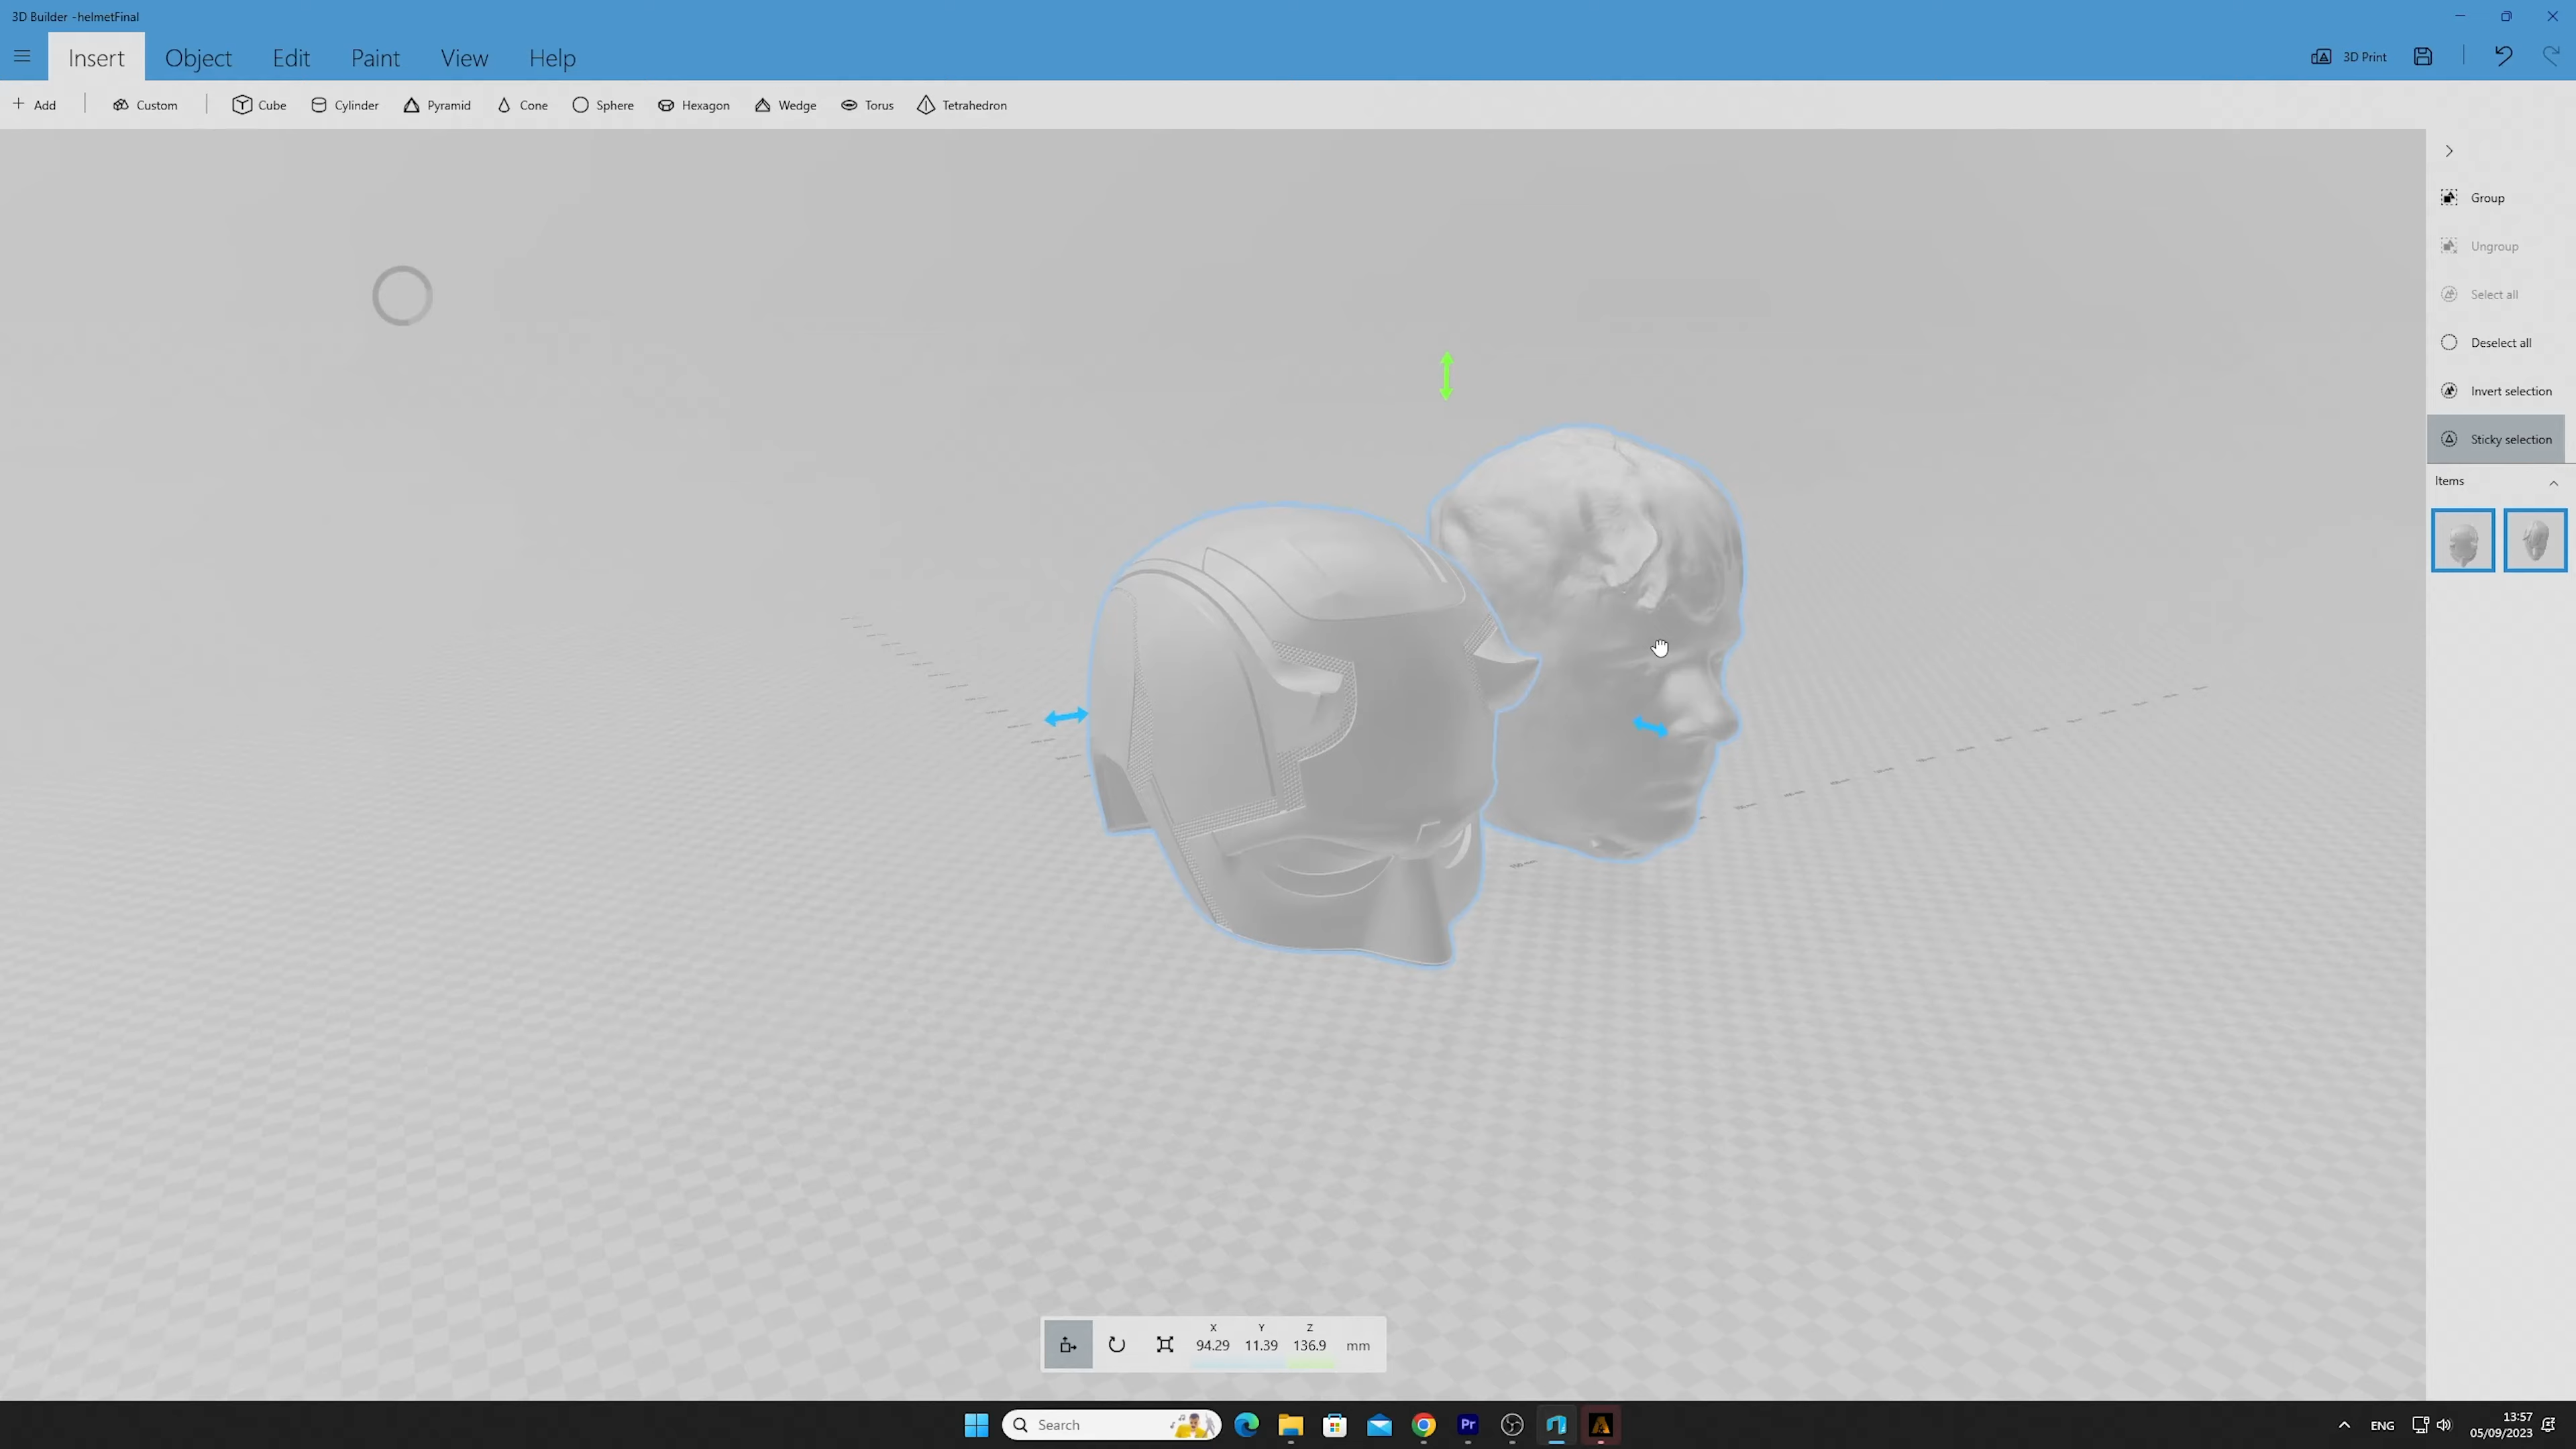 3D Builder -helmetFinal
Insert Object Edit Paint View Help 3D Print
Add Custom Cube Cylinder Pyramid Cone Sphere Hexagon Wedge Torus Tetrahedron
Group
Ungroup
Select all
Deselect all
Invert selection
Sticky selection
Items
X Y Z
94.29 11.39 136.9 mm
Search Pr ENG 13:57
05/09/2023